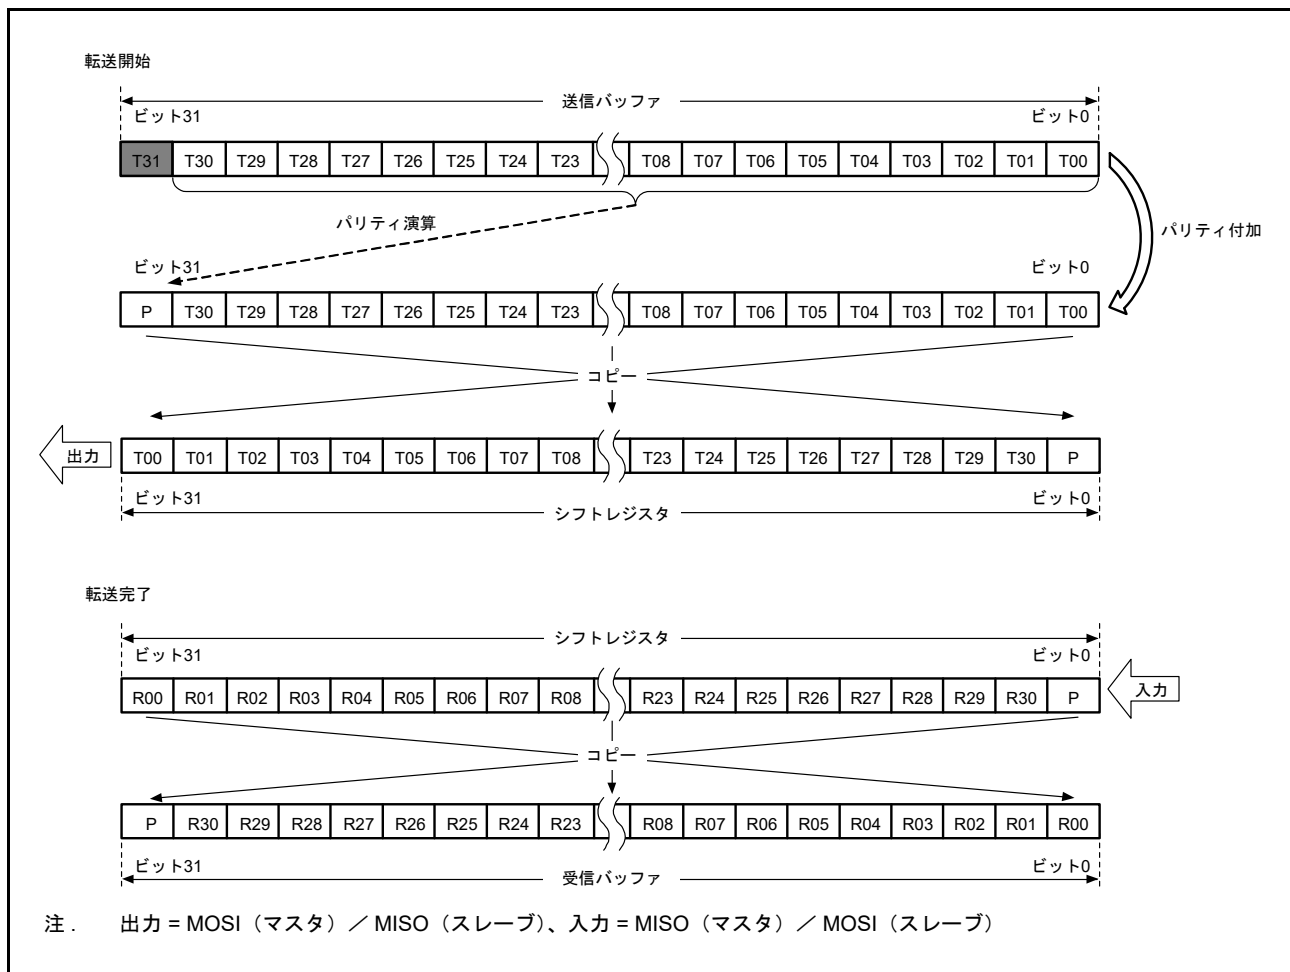 転送開始
送信バッファ
ビット31 ビット0
T31 T30 T29 T28 T27 T26 T25 T24 T23 T08 T07 T06 T05 T04 T03 T02 T01 T00
パリティ演算 パリティ付加
ビット31 ビット0
P T30 T29 T28 T27 T26 T25 T24 T23 T08 T07 T06 T05 T04 T03 T02 T01 T00
コピー
出力 T00 T01 T02 T03 T04 T05 T06 T07 T08 T23 T24 T25 T26 T27 T28 T29 T30 P
ビット31 ビット0
シフトレジスタ
転送完了
シフトレジスタ
ビット31 ビット0
R00 R01 R02 R03 R04 R05 R06 R07 R08 R23 R24 R25 R26 R27 R28 R29 R30 P 入力
コピー
P R30 R29 R28 R27 R26 R25 R24 R23 R08 R07 R06 R05 R04 R03 R02 R01 R00
ビット31 ビット0
受信バッファ
注． 出力 = MOSI（マスタ）／ MISO（スレーブ）、入力 = MISO（マスタ）／ MOSI（スレーブ）